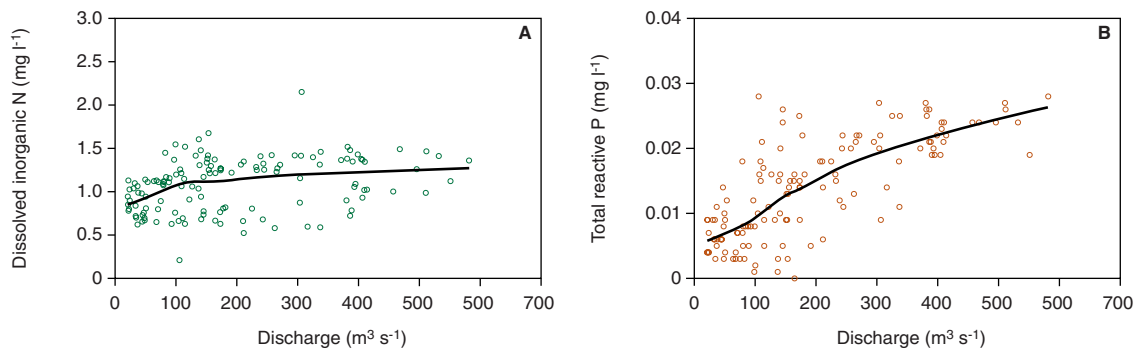 A
Dissolved inorganic N (mg l-1)
3.0
2.5
2.0
1.5
1.0
0.5
0
0 100 200 300 400 500 600 700
Discharge (m³ s-1)
B
Total reactive P (mg l-1)
0.04
0.03
0.02
0.01
0
0 100 200 300 400 500 600 700
Discharge (m³ s-1)